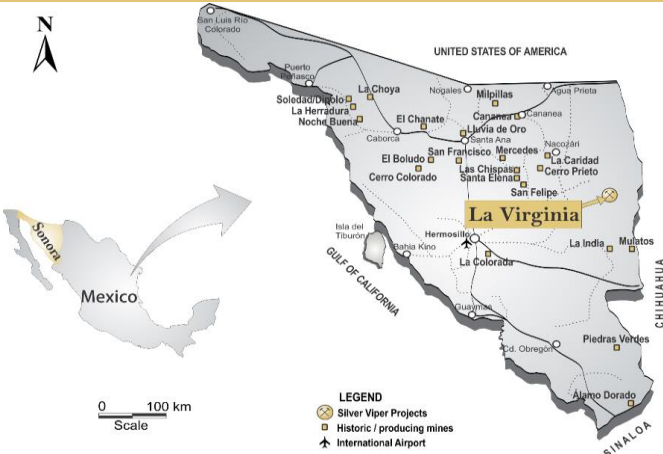 N
San Luis Río
Colorado
UNITED STATES OF AMERICA
Puerto
Peñasco
La Choya
Nogales
Milpillas
Agua Prieta
Soledad/Dipolo
La Herradura
Noche Buena
El Chanate
Cananea
Cananea
Caborca
Lluvia de Oro
Santa Ana
Nacozári
El Boludo
San Francisco
Mercedes
La Caridad
Cerro Colorado
Las Chispas
Santa Elena
Cerro Prieto
San Felipe
La Virginia
Sonora
Isla del
Tiburón
Hermosillo
Bahia Kino
La Colorada
La India
Mulatos
GULF OF CALIFORNIA
CHIHUAHUA
Mexico
Guaymas
Cd. Obregón
Piedras Verdes
Álamo Dorado
SINALOA
0 100 km
Scale
LEGEND
Silver Viper Projects
Historic / producing mines
International Airport